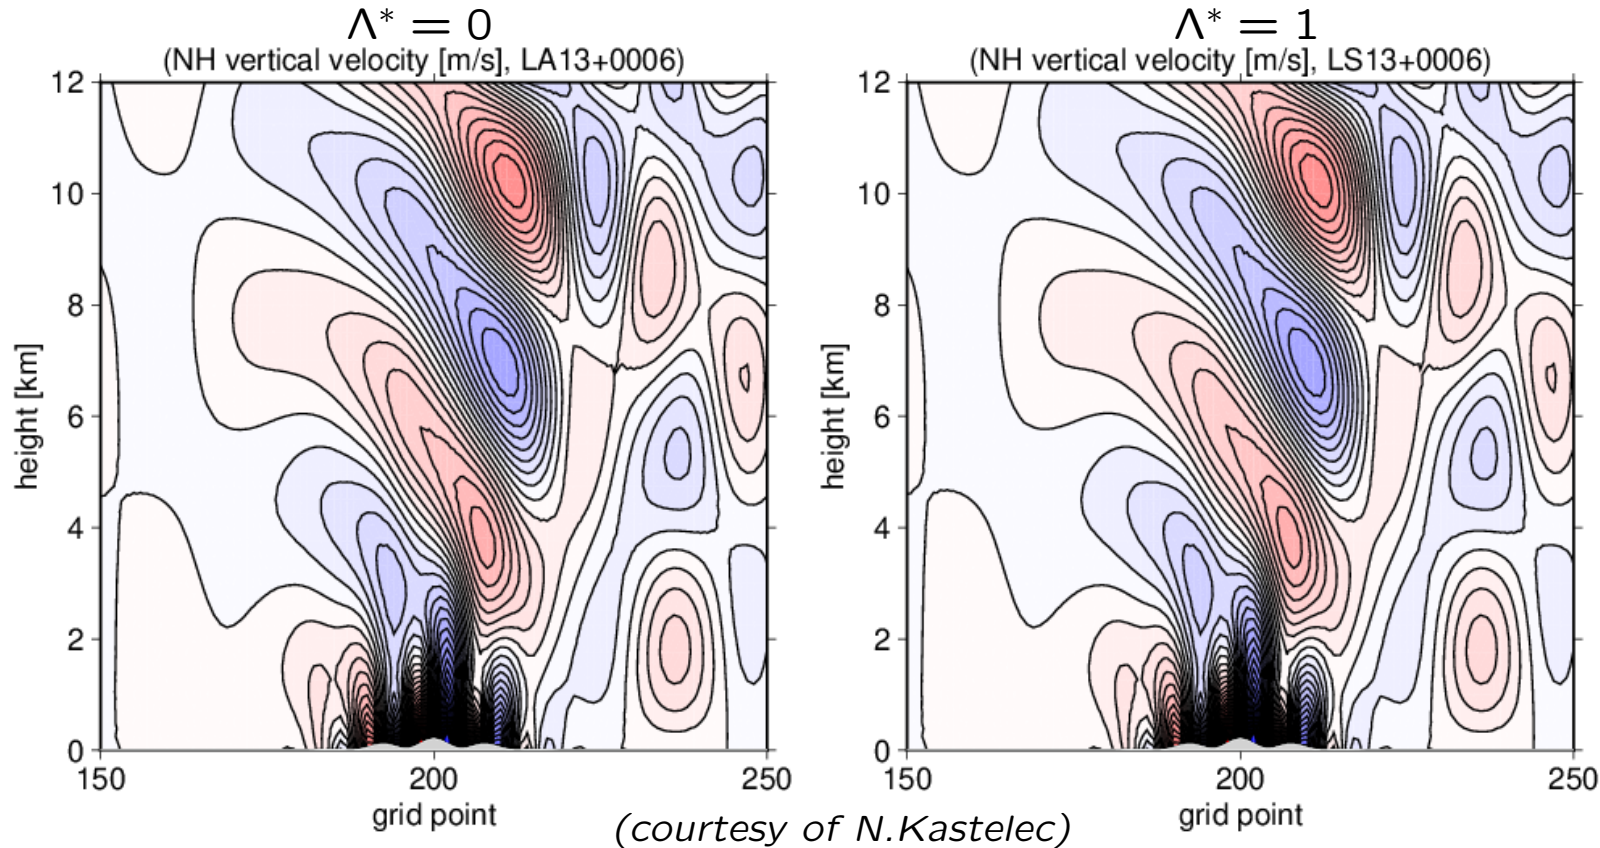 Λ* = 0
(NH vertical velocity [m/s], LA13+0006)
12
10
8
6
4
2
0
height [km]
150
200
250
grid point
Λ* = 1
(NH vertical velocity [m/s], LS13+0006)
12
10
8
6
4
2
0
height [km]
150
200
250
grid point
(courtesy of N.Kastelec)